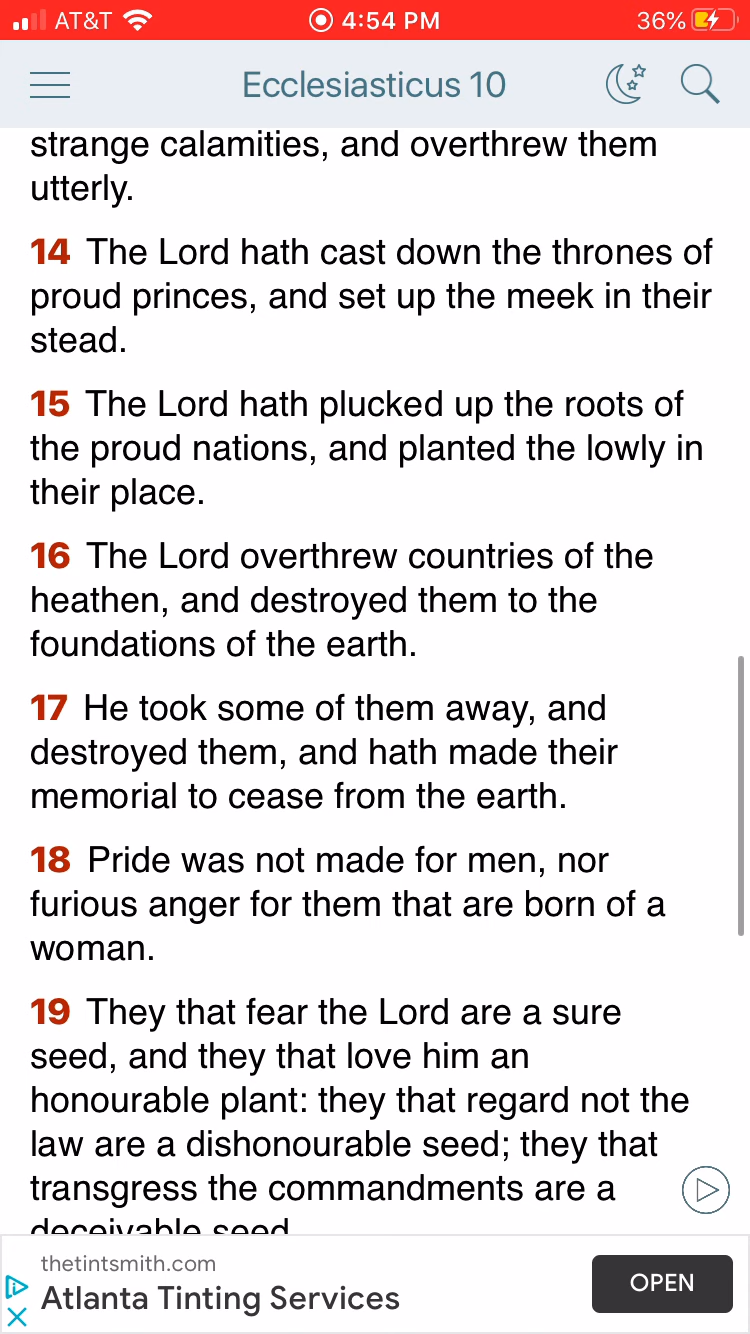 AT&T 4:54 PM 36%
Ecclesiasticus 10
strange calamities, and overthrew them
utterly.
14 The Lord hath cast down the thrones of
proud princes, and set up the meek in their
stead.
15 The Lord hath plucked up the roots of
the proud nations, and planted the lowly in
their place.
16 The Lord overthrew countries of the
heathen, and destroyed them to the
foundations of the earth.
17 He took some of them away, and
destroyed them, and hath made their
memorial to cease from the earth.
18 Pride was not made for men, nor
furious anger for them that are born of a
woman.
19 They that fear the Lord are a sure
seed, and they that love him an
honourable plant: they that regard not the
law are a dishonourable seed; they that
transgress the commandments are a
deceivable seed
thetintsmith.com
Atlanta Tinting Services
OPEN